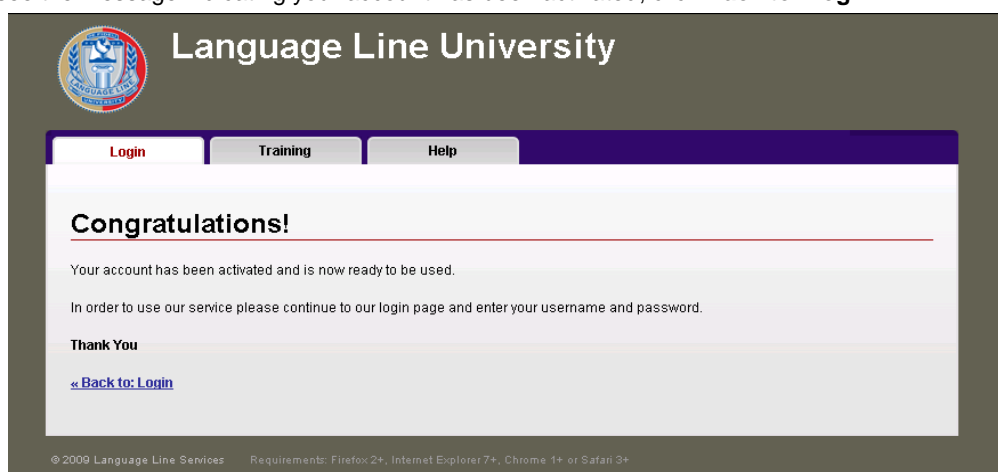 Language Line University
LANGUAGE LINE
UNIVERSITY
Login Training Help
Congratulations!
Your account has been activated and is now ready to be used.
In order to use our service please continue to our login page and enter your username and password.
Thank You
« Back to: Login
© 2009 Language Line Services Requirements: Firefox 2+, Internet Explorer 7+, Chrome 1+ or Safari 3+